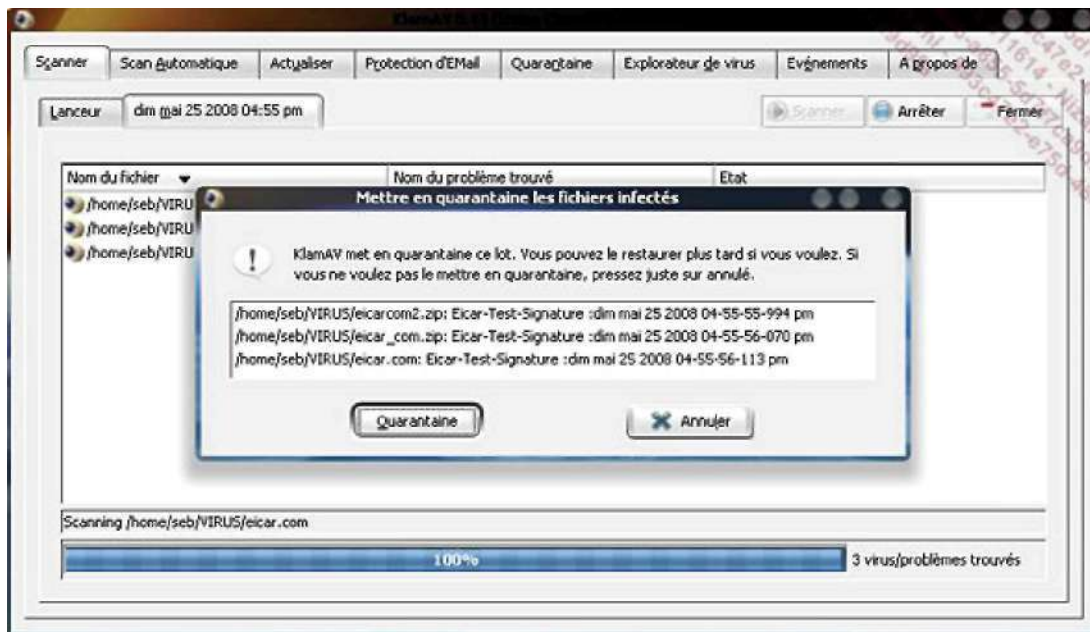 Scanner
Scan Automatique
Actualiser
Protection d'EMail
Quarantaine
Explorateur de virus
Evénements
A propos de
Lanceur
dim mai 25 2008 04:55 pm
Scanner
Arrêter
Fermer
Nom du fichier
Nom du problème trouvé
Etat
/home/seb/VIRU
/home/seb/VIRU
/home/seb/VIRU
Mettre en quarantaine les fichiers infectés
KlamAV met en quarantaine ce lot. Vous pouvez le restaurer plus tard si vous voulez. Si
vous ne voulez pas le mettre en quarantaine, pressez juste sur annulé.
/home/seb/VIRUS/eicarcom2.zip: Eicar-Test-Signature :dim mai 25 2008 04-55-55-994 pm
/home/seb/VIRUS/eicar_com.zip: Eicar-Test-Signature :dim mai 25 2008 04-55-56-070 pm
/home/seb/VIRUS/eicar.com: Eicar-Test-Signature :dim mai 25 2008 04-55-56-113 pm
Quarantaine
Annuler
Scanning /home/seb/VIRUS/eicar.com
100%
3 virus/problèmes trouvés